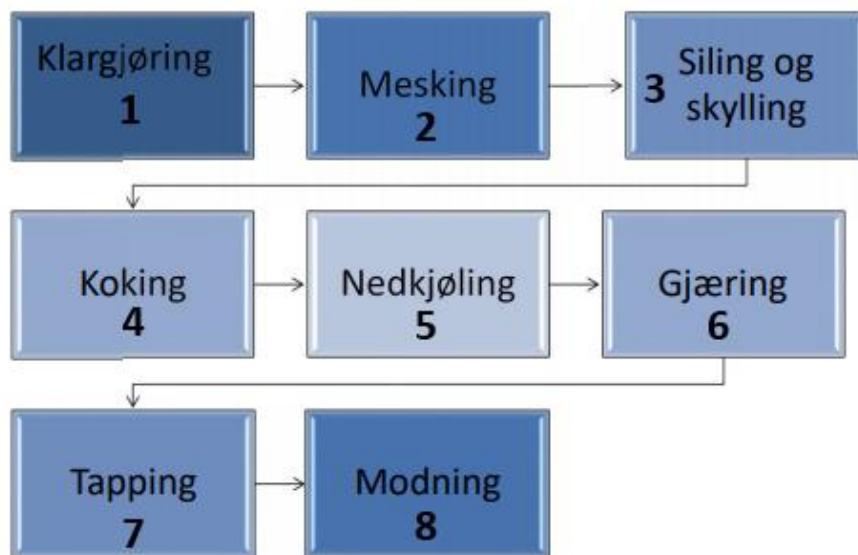 Klargjøring
1
Mesking
2
3
Siling og
skylling
Koking
4
Nedkjøling
5
Gjæring
6
Tapping
7
Modning
8